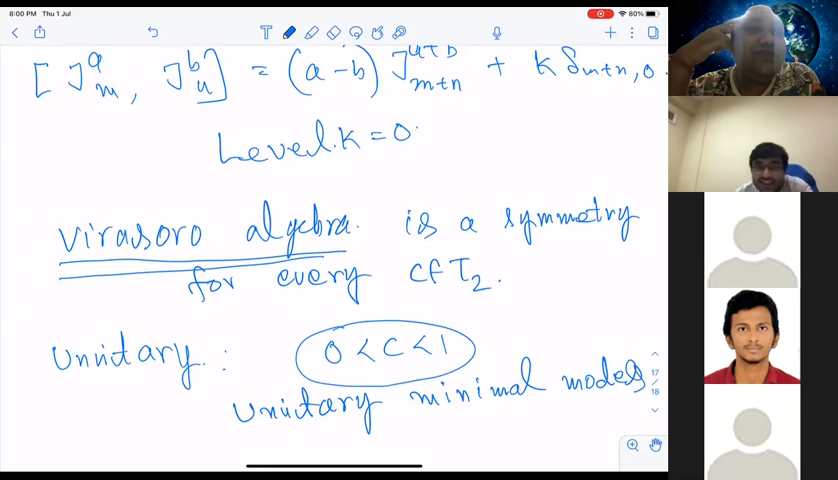 8:00 PM Thu 1 Jul
80%
[ J^a_m , J^b_n ] = (a - b) J^{a+b}_{m+n} + k δ_{m+n,0} .
Level k = 0
virasoro algebra is a symmetry
for every CFT_2.
Unitary : 0 < C < 1
17
18
unitary minimal models